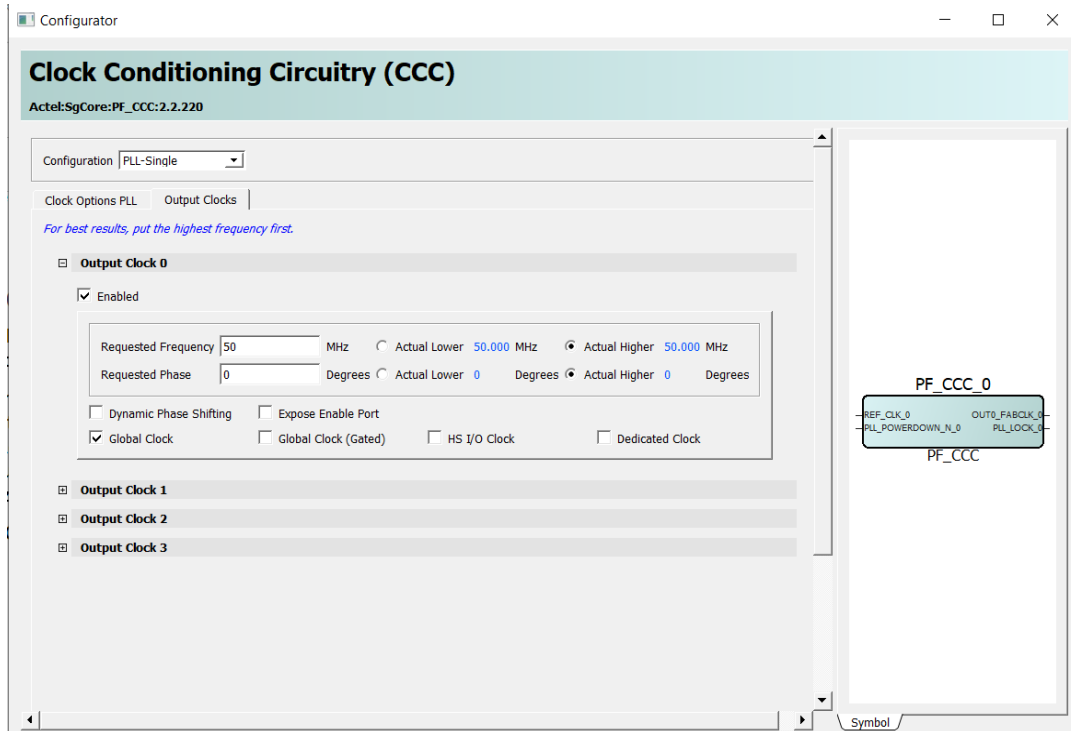 Configurator
Clock Conditioning Circuitry (CCC)
Actel:SgCore:PF_CCC:2.2.220
Configuration PLL-Single
Clock Options PLL Output Clocks
For best results, put the highest frequency first.
Output Clock 0
Enabled
Requested Frequency 50 MHz Actual Lower 50.000 MHz Actual Higher 50.000 MHz
Requested Phase 0 Degrees Actual Lower 0 Degrees Actual Higher 0 Degrees
Dynamic Phase Shifting Expose Enable Port
Global Clock Global Clock (Gated) HS I/O Clock Dedicated Clock
Output Clock 1
Output Clock 2
Output Clock 3
PF_CCC_0
REF_CLK_0 OUT0_FABCLK_0
PLL_POWERDOWN_N_0 PLL_LOCK_0
PF_CCC
Symbol